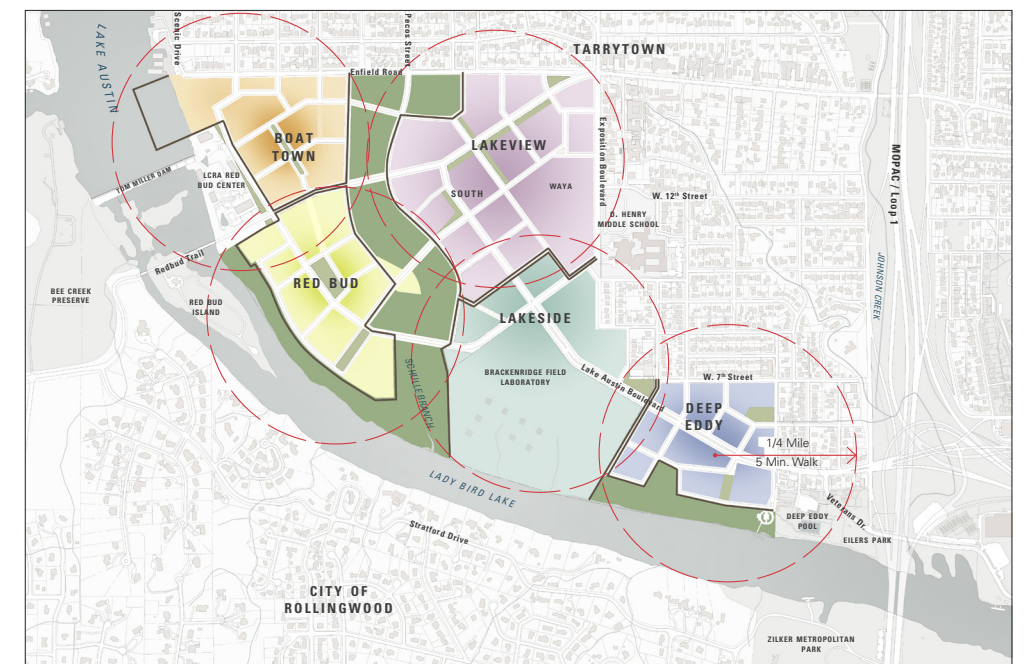 LAKE AUSTIN
Scenic Drive
Pecos Street
TARRYTOWN
Enfield Road
BOAT
TOWN
LAKEVIEW
SOUTH
WAYA
Exposition Boulevard
MOPAC / Loop 1
TOM MILLER DAM
LCRA RED
BUD CENTER
W. 12th Street
O. HENRY
MIDDLE SCHOOL
Redbud Trail
RED BUD
JOHNSON CREEK
BEE CREEK
PRESERVE
RED BUD
ISLAND
LAKESIDE
BRACKENRIDGE FIELD
LABORATORY
SCHULLE BRANCH
Lake Austin Boulevard
W. 7th Street
DEEP
EDDY
1/4 Mile
5 Min. Walk
LADY BIRD LAKE
Stratford Drive
Veterans Dr.
DEEP EDDY
POOL
EILERS PARK
CITY OF
ROLLINGWOOD
ZILKER METROPOLITAN
PARK